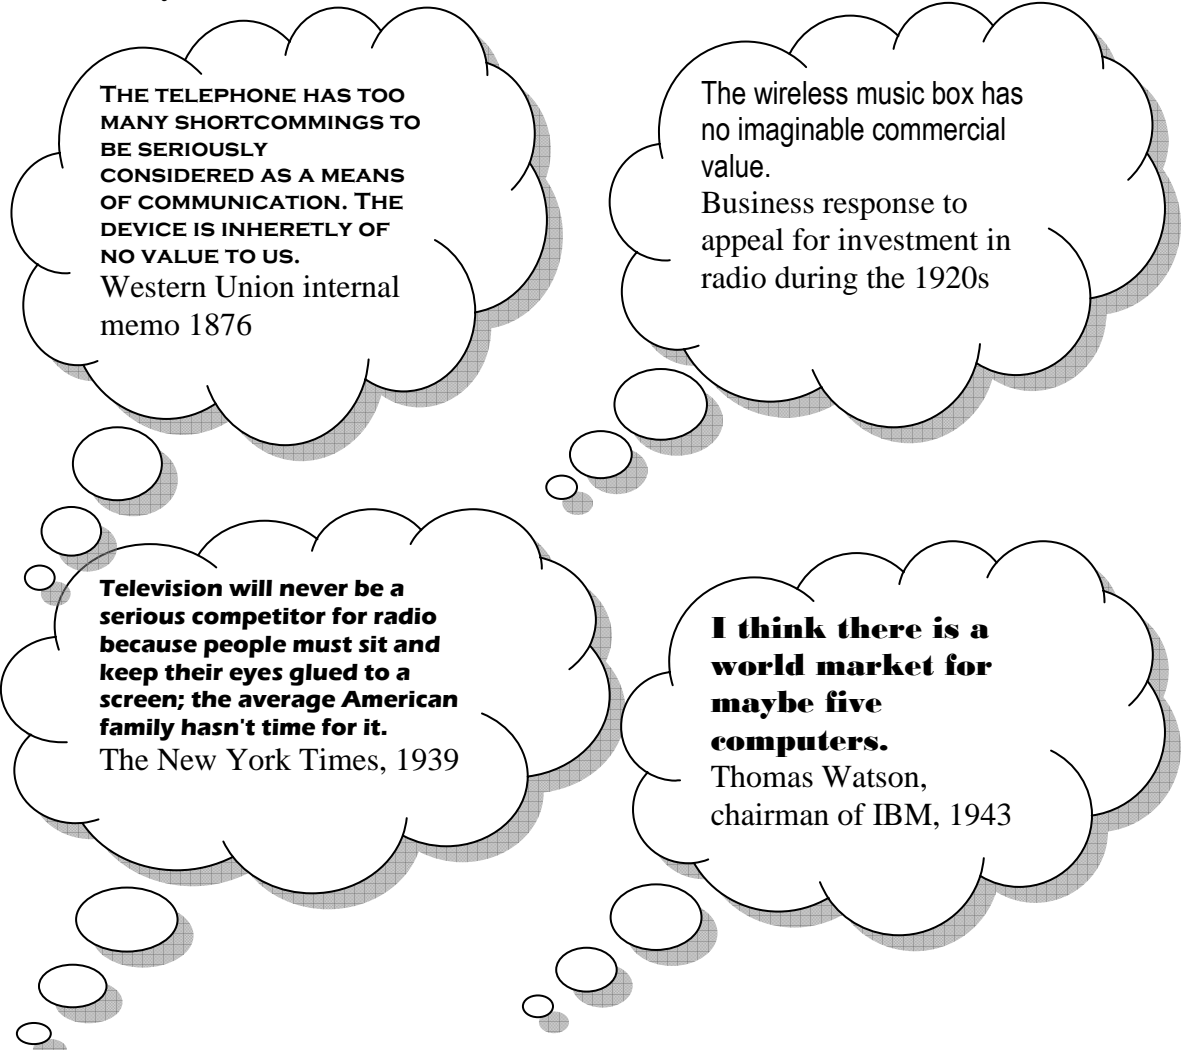 THE TELEPHONE HAS TOO
MANY SHORTCOMMINGS TO
BE SERIOUSLY
CONSIDERED AS A MEANS
OF COMMUNICATION. THE
DEVICE IS INHERETLY OF
NO VALUE TO US.
Western Union internal
memo 1876
The wireless music box has
no imaginable commercial
value.
Business response to
appeal for investment in
radio during the 1920s
Television will never be a
serious competitor for radio
because people must sit and
keep their eyes glued to a
screen; the average American
family hasn't time for it.
The New York Times, 1939
I think there is a
world market for
maybe five
computers.
Thomas Watson,
chairman of IBM, 1943